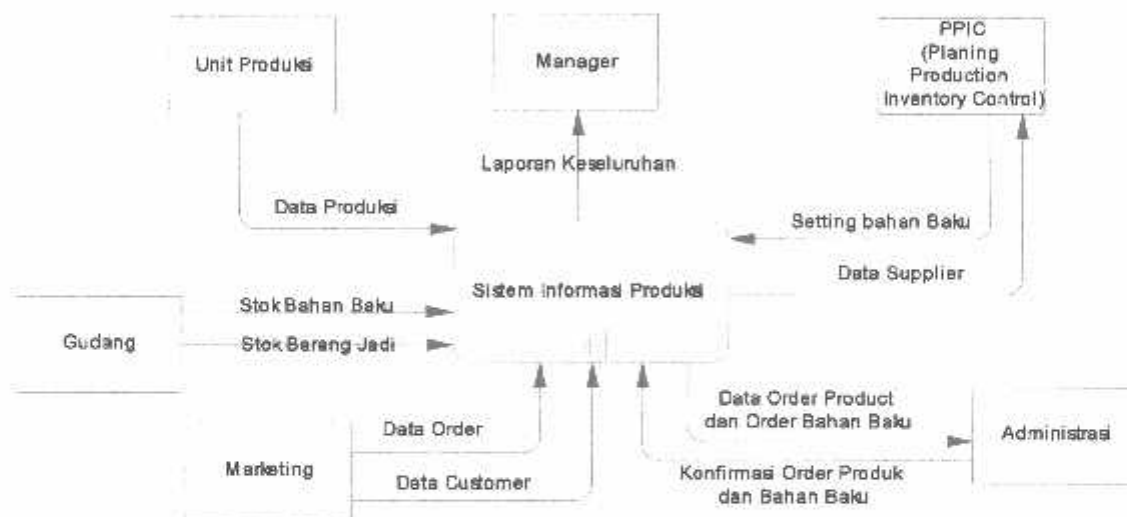 Unit Produksi
Manager
PPIC
(Planing
Production
Inventory Control)
Laporan Keseluruhan
Data Produksi
Setting bahan Baku
Data Supplier
Sistem Informasi Produksi
Stok Bahan Baku
Gudang
Stok Barang Jadi
Data Order Product
dan Order Bahan Baku
Data Order
Administrasi
Marketing
Data Customer
Konfirmasi Order Produk
dan Bahan Baku